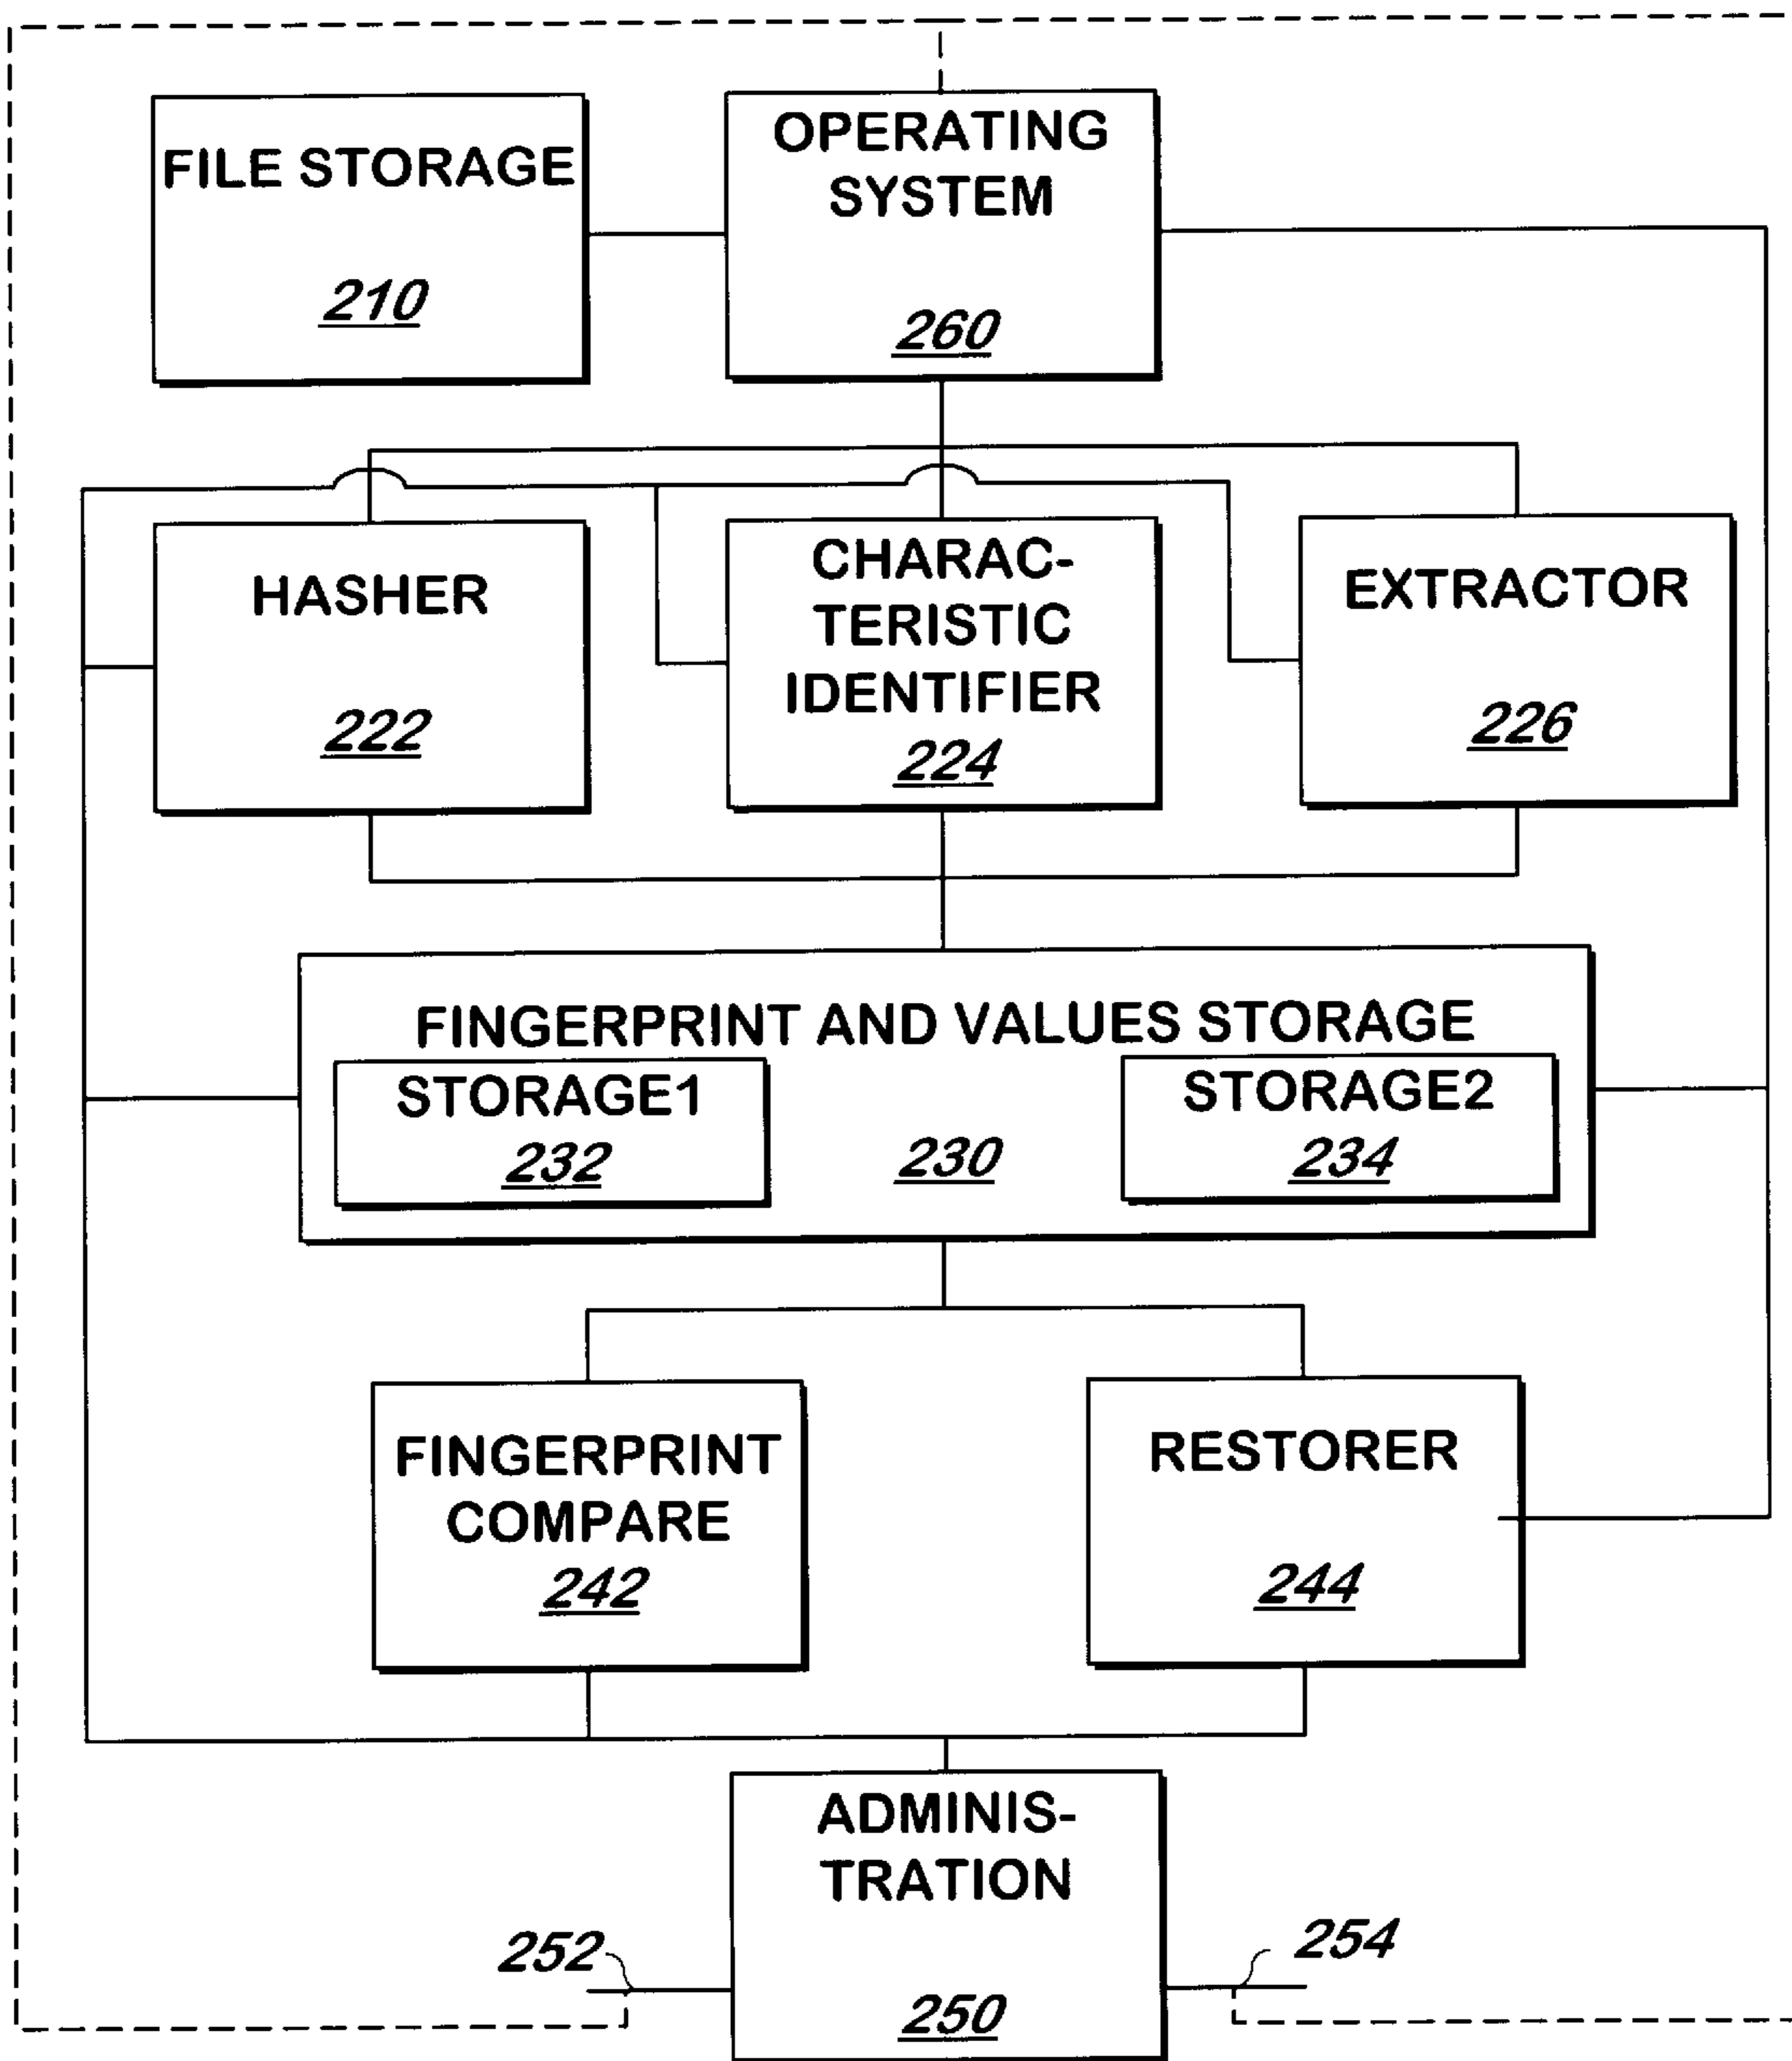 FILE STORAGE
210
OPERATING
SYSTEM
260
HASHER
222
CHARAC-
TERISTIC
IDENTIFIER
224
EXTRACTOR
226
FINGERPRINT AND VALUES STORAGE
STORAGE1
232
230
STORAGE2
234
FINGERPRINT
COMPARE
242
RESTORER
244
ADMINIS-
TRATION
250
252
254